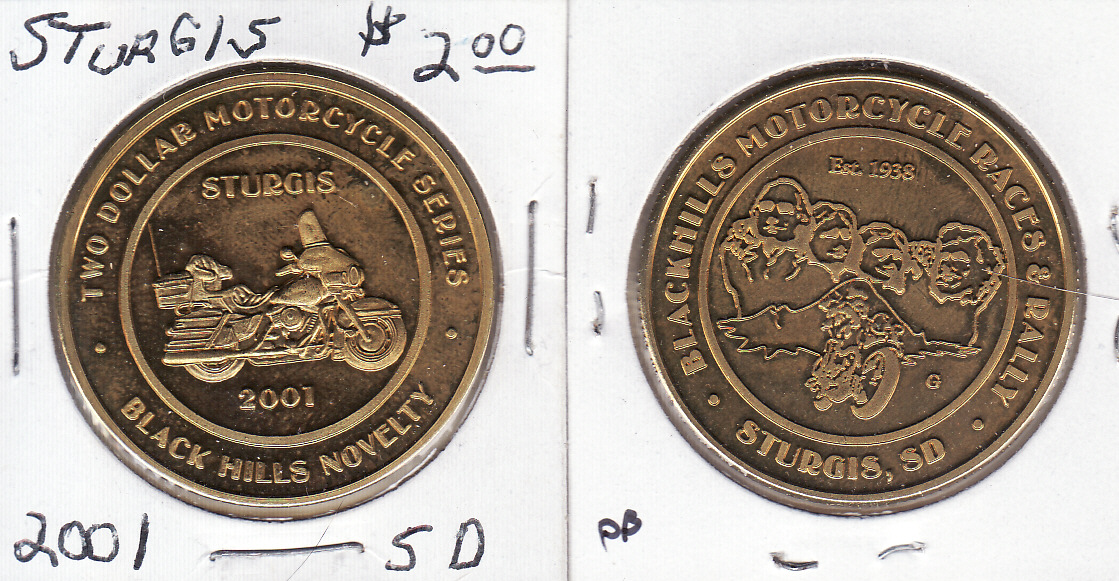 STURGIS $2.00
TWO DOLLAR MOTORCYCLE SERIES
STURGIS
2001
BLACK HILLS NOVELTY
2001 — SD
BLACKHILLS MOTORCYCLE RACES & RALLY
Est. 1938
G
STURGIS, SD
PB